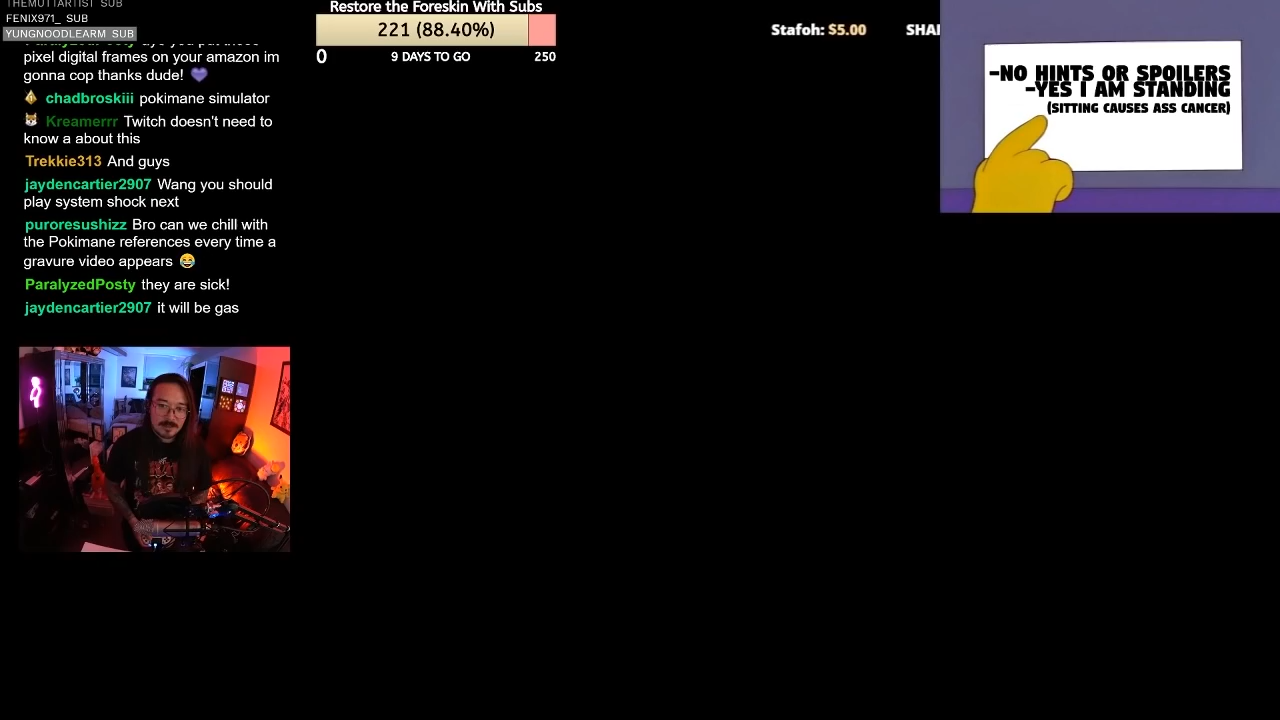 THEMUTTARTIST SUB
FENIX971_ SUB
YUNGNOODLEARM SUB
pixel digital frames on your amazon im
gonna cop thanks dude! 💜
chadbroskiii pokimane simulator
Kreamerrr Twitch doesn't need to
know a about this
Trekkie313 And guys
jaydencartier2907 Wang you should
play system shock next
puroresushizz Bro can we chill with
the Pokimane references every time a
gravure video appears 😂
ParalyzedPosty they are sick!
jaydencartier2907 it will be gas
Restore the Foreskin With Subs
221 (88.40%)
0 9 DAYS TO GO 250
Stafoh: $5.00 SHAI
-NO HINTS OR SPOILERS
-YES I AM STANDING
(SITTING CAUSES ASS CANCER)